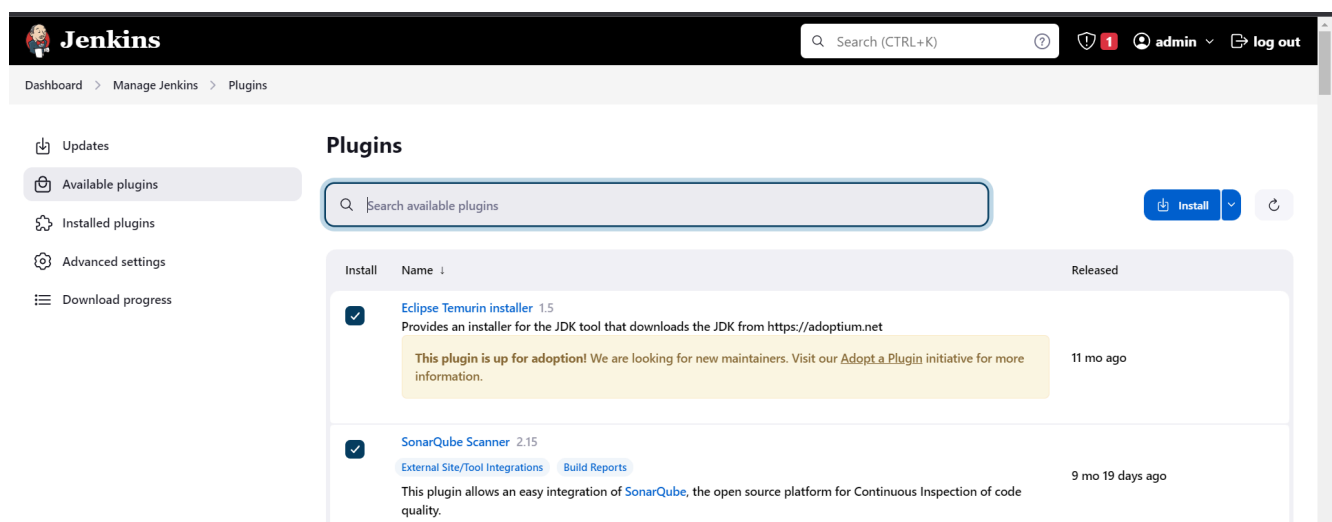 Jenkins
Search (CTRL+K)
1
admin
log out
Dashboard > Manage Jenkins > Plugins
Updates
Available plugins
Installed plugins
Advanced settings
Download progress
Plugins
Search available plugins
Install
Install Name ↓ Released
Eclipse Temurin installer 1.5
Provides an installer for the JDK tool that downloads the JDK from https://adoptium.net
This plugin is up for adoption! We are looking for new maintainers. Visit our Adopt a Plugin initiative for more
information.
11 mo ago
SonarQube Scanner 2.15
External Site/Tool Integrations Build Reports
This plugin allows an easy integration of SonarQube, the open source platform for Continuous Inspection of code
quality.
9 mo 19 days ago